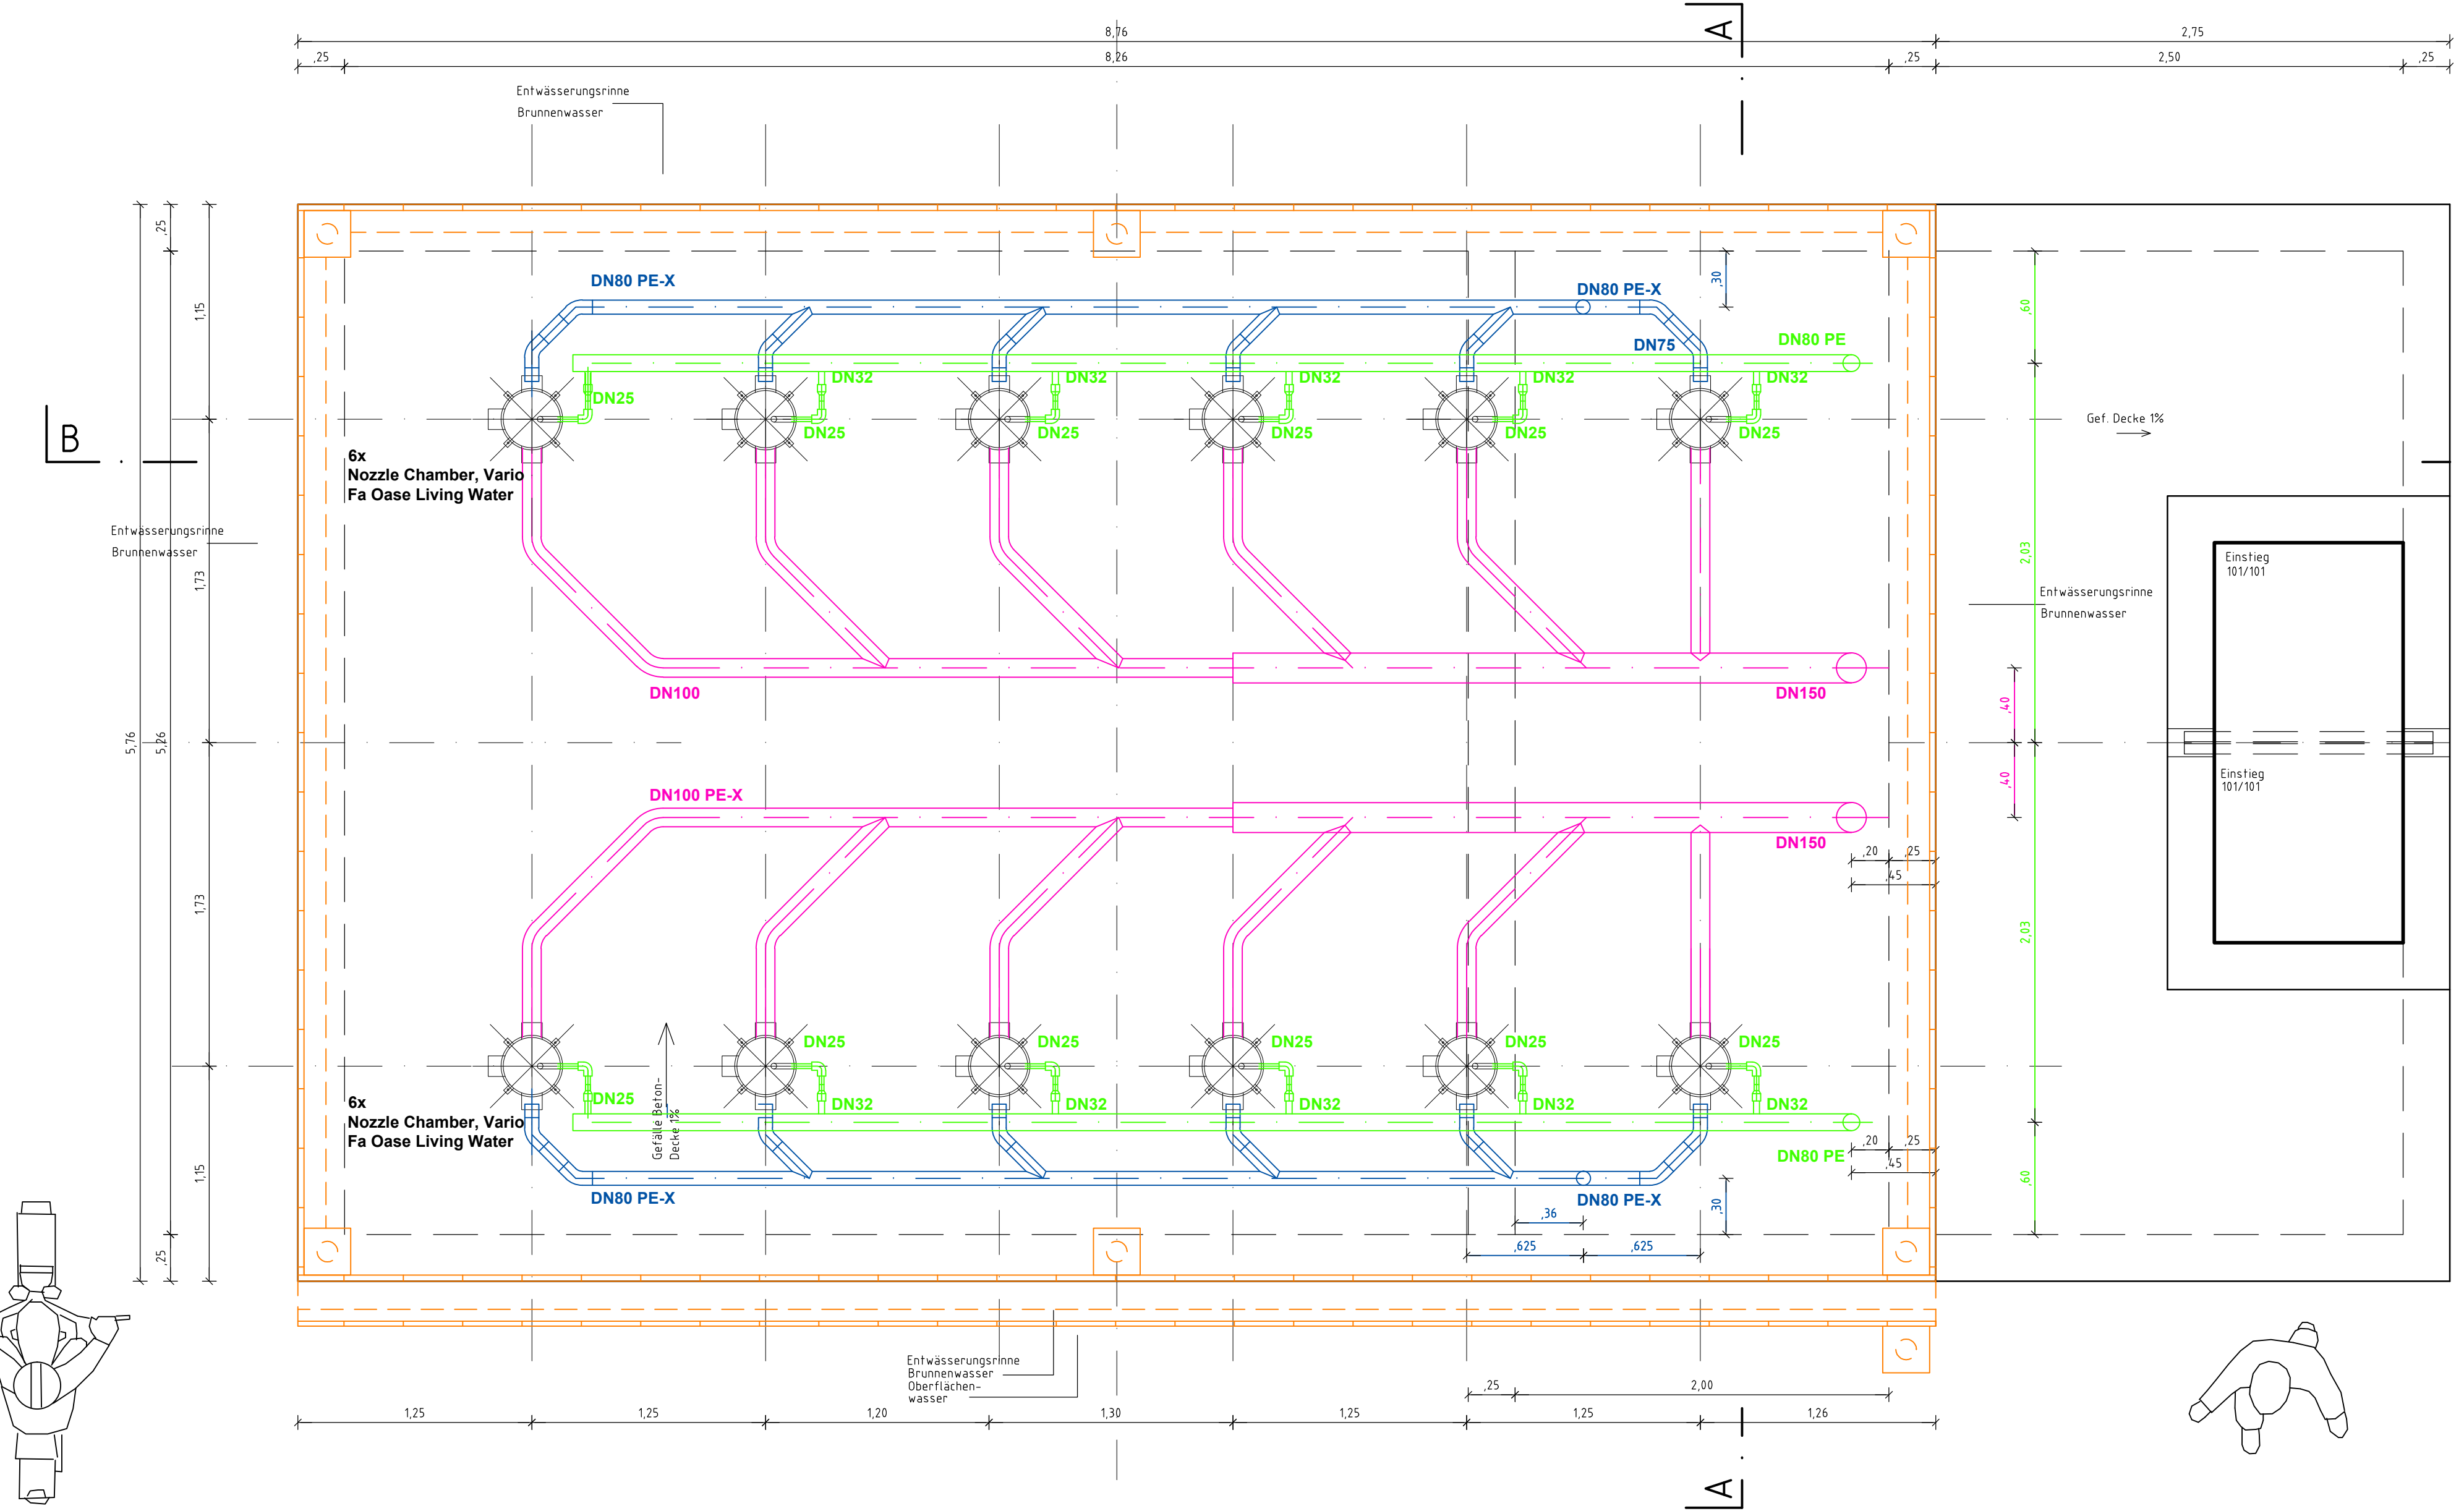 8,76
2,75
,25
8,26
,25
2,50
,25
A
Entwässerungsrinne
Brunnenwasser
,25
1,15
DN80 PE-X
DN80 PE-X
,30
,60
DN75
DN80 PE
DN32
DN32
DN32
DN32
DN32
DN25
DN25
DN25
DN25
DN25
DN25
B
Gef. Decke 1%
6x
Nozzle Chamber, Vario
Fa Oase Living Water
Entwässerungsrinne
Brunnenwasser
1,73
2,03
Einstieg
101/101
Entwässerungsrinne
Brunnenwasser
DN100
DN150
,40
5,76
5,26
,40
Einstieg
101/101
DN100 PE-X
DN150
,20
,25
,45
1,73
2,03
DN25
DN25
DN25
DN25
DN25
6x
Nozzle Chamber, Vario
Fa Oase Living Water
DN25
DN32
DN32
DN32
DN32
DN32
Gefälle Beton-
Decke 1%
DN80 PE
,20
,25
,45
1,15
,60
DN80 PE-X
DN80 PE-X
,30
,36
,625
,625
,25
Entwässerungsrinne
Brunnenwasser
Oberflächen-
wasser
,25
2,00
1,25
1,25
1,20
1,30
1,25
1,25
1,26
A